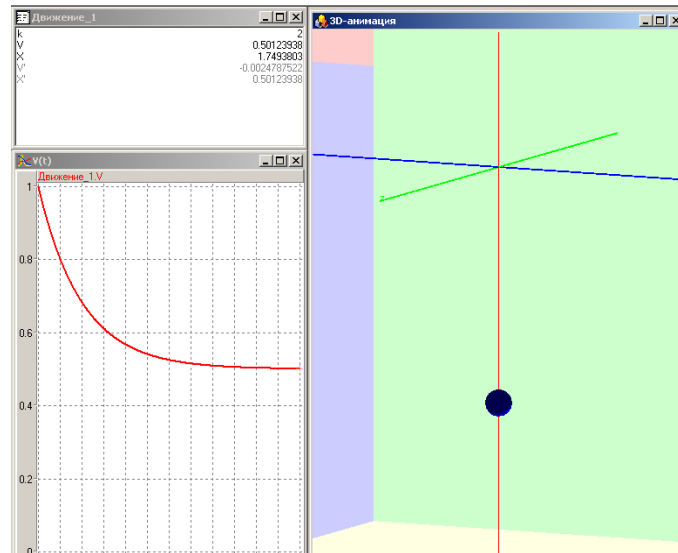 Движение_1
k 2
V 0.50123938
X 1.7493803
V' -0.0024787522
X' 0.50123938
V(t)
Движение_1.V
1
0.8
0.6
0.4
0.2
0
3D-анимация
z